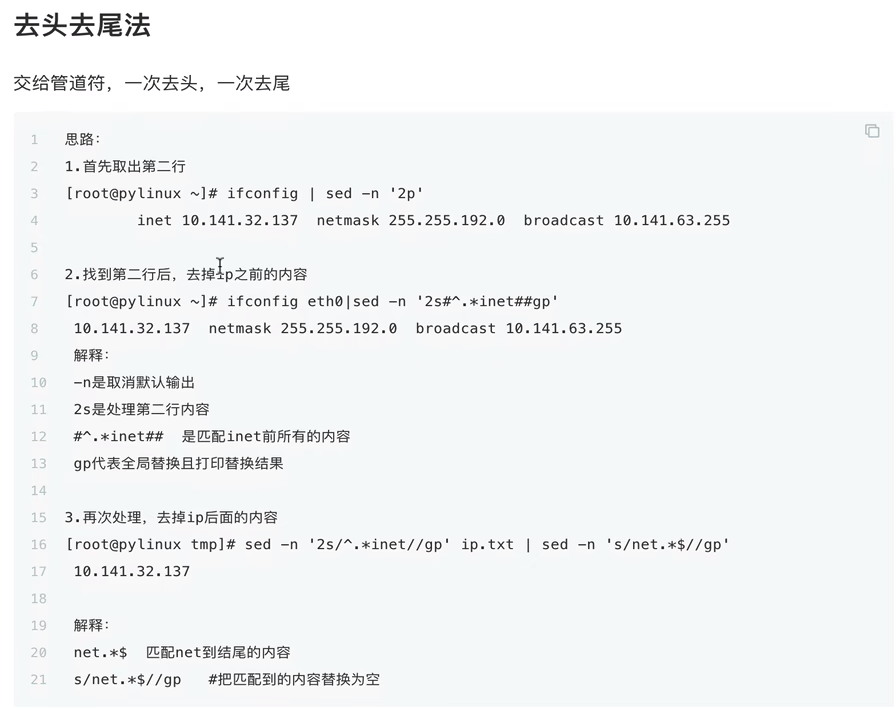 去头去尾法
交给管道符，一次去头，一次去尾
1 思路：
2 1.首先取出第二行
3 [root@pylinux ~]# ifconfig | sed -n '2p'
4         inet 10.141.32.137  netmask 255.255.192.0  broadcast 10.141.63.255
5
6 2.找到第二行后，去掉ip之前的内容
7 [root@pylinux ~]# ifconfig eth0|sed -n '2s#^.*inet##gp'
8  10.141.32.137  netmask 255.255.192.0  broadcast 10.141.63.255
9  解释：
10  -n是取消默认输出
11  2s是处理第二行内容
12  #^.*inet##  是匹配inet前所有的内容
13  gp代表全局替换且打印替换结果
14
15 3.再次处理，去掉ip后面的内容
16 [root@pylinux tmp]# sed -n '2s/^.*inet//gp' ip.txt | sed -n 's/net.*$//gp'
17  10.141.32.137
18
19  解释：
20  net.*$  匹配net到结尾的内容
21  s/net.*$//gp   #把匹配到的内容替换为空